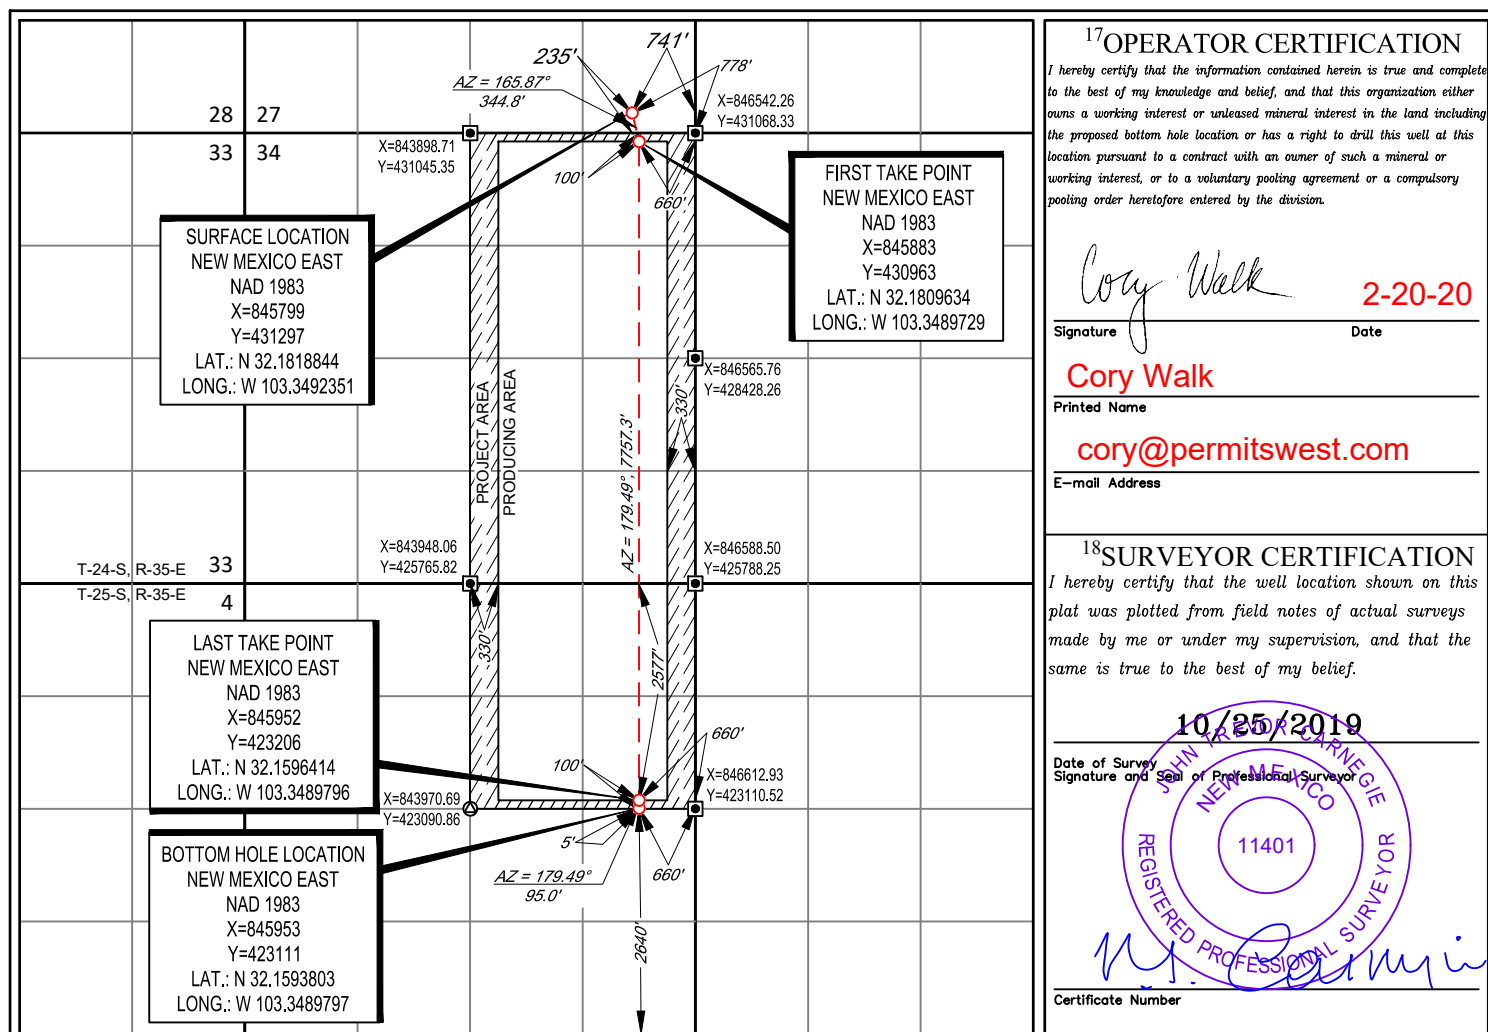 235'
741'
778'
AZ = 165.87°
344.8'
X=846542.26
Y=431068.33
28 27
33 34
X=843898.71
Y=431045.35
100'
660'
SURFACE LOCATION
NEW MEXICO EAST
NAD 1983
X=845799
Y=431297
LAT.: N 32.1818844
LONG.: W 103.3492351
FIRST TAKE POINT
NEW MEXICO EAST
NAD 1983
X=845883
Y=430963
LAT.: N 32.1809634
LONG.: W 103.3489729
X=846565.76
Y=428428.26
330'
PROJECT AREA
PRODUCING AREA
AZ = 179.49°, 7757.3'
X=843948.06
Y=425765.82
X=846588.50
Y=425788.25
T-24-S, R-35-E 33
T-25-S, R-35-E 4
330'
2577'
LAST TAKE POINT
NEW MEXICO EAST
NAD 1983
X=845952
Y=423206
LAT.: N 32.1596414
LONG.: W 103.3489796
660'
100'
X=846612.93
Y=423110.52
X=843970.69
Y=423090.86
5'
AZ = 179.49°
95.0'
660'
2640'
BOTTOM HOLE LOCATION
NEW MEXICO EAST
NAD 1983
X=845953
Y=423111
LAT.: N 32.1593803
LONG.: W 103.3489797
17OPERATOR CERTIFICATION
I hereby certify that the information contained herein is true and complete
to the best of my knowledge and belief, and that this organization either
owns a working interest or unleased mineral interest in the land including
the proposed bottom hole location or has a right to drill this well at this
location pursuant to a contract with an owner of such a mineral or
working interest, or to a voluntary pooling agreement or a compulsory
pooling order heretofore entered by the division.
Cory Walk
2-20-20
Signature Date
Cory Walk
Printed Name
cory@permitswest.com
E-mail Address
18SURVEYOR CERTIFICATION
I hereby certify that the well location shown on this
plat was plotted from field notes of actual surveys
made by me or under my supervision, and that the
same is true to the best of my belief.
10/25/2019
Date of Survey
Signature and Seal of Professional Surveyor
JOHN TREVOR CARNEGIE
NEW MEXICO
11401
REGISTERED PROFESSIONAL SURVEYOR
Certificate Number